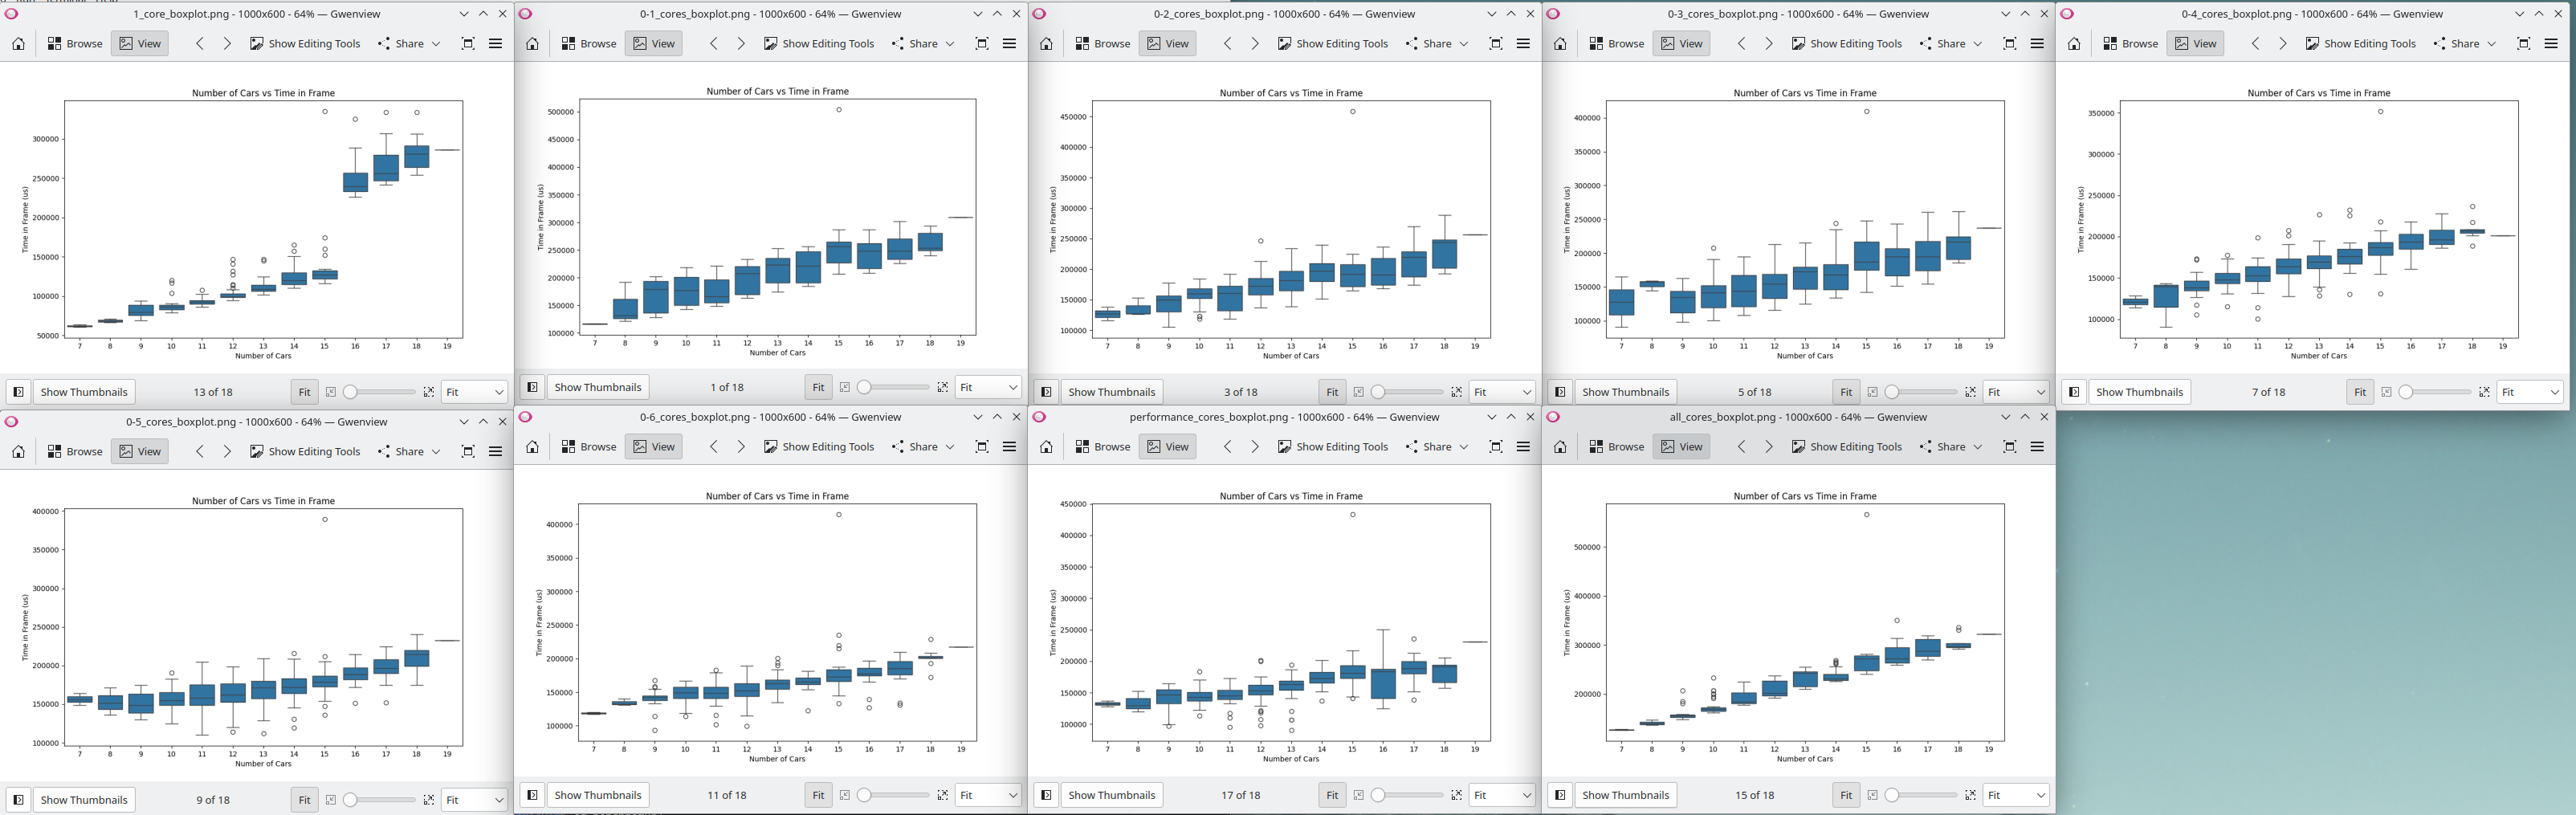 1_core_boxplot.png - 1000x600 - 64% — Gwenview
Browse View Show Editing Tools Share
Number of Cars vs Time in Frame
Time in Frame (us)
300000
250000
200000
150000
100000
50000
7 8 9 10 11 12 13 14 15 16 17 18 19
Number of Cars
Show Thumbnails 13 of 18 Fit Fit
0-1_cores_boxplot.png - 1000x600 - 64% — Gwenview
Browse View Show Editing Tools Share
Number of Cars vs Time in Frame
Time in Frame (us)
500000
450000
400000
350000
300000
250000
200000
150000
100000
7 8 9 10 11 12 13 14 15 16 17 18 19
Number of Cars
Show Thumbnails 1 of 18 Fit Fit
0-2_cores_boxplot.png - 1000x600 - 64% — Gwenview
Browse View Show Editing Tools Share
Number of Cars vs Time in Frame
Time in Frame (us)
450000
400000
350000
300000
250000
200000
150000
100000
7 8 9 10 11 12 13 14 15 16 17 18 19
Number of Cars
Show Thumbnails 3 of 18 Fit Fit
0-3_cores_boxplot.png - 1000x600 - 64% — Gwenview
Browse View Show Editing Tools Share
Number of Cars vs Time in Frame
Time in Frame (us)
400000
350000
300000
250000
200000
150000
100000
7 8 9 10 11 12 13 14 15 16 17 18 19
Number of Cars
Show Thumbnails 5 of 18 Fit Fit
0-4_cores_boxplot.png - 1000x600 - 64% — Gwenview
Browse View Show Editing Tools Share
Number of Cars vs Time in Frame
Time in Frame (us)
350000
300000
250000
200000
150000
100000
7 8 9 10 11 12 13 14 15 16 17 18 19
Number of Cars
Show Thumbnails 7 of 18 Fit Fit
0-5_cores_boxplot.png - 1000x600 - 64% — Gwenview
Browse View Show Editing Tools Share
Number of Cars vs Time in Frame
Time in Frame (us)
400000
350000
300000
250000
200000
150000
100000
7 8 9 10 11 12 13 14 15 16 17 18 19
Number of Cars
Show Thumbnails 9 of 18 Fit Fit
0-6_cores_boxplot.png - 1000x600 - 64% — Gwenview
Browse View Show Editing Tools Share
Number of Cars vs Time in Frame
Time in Frame (us)
400000
350000
300000
250000
200000
150000
100000
7 8 9 10 11 12 13 14 15 16 17 18 19
Number of Cars
Show Thumbnails 11 of 18 Fit Fit
performance_cores_boxplot.png - 1000x600 - 64% — Gwenview
Browse View Show Editing Tools Share
Number of Cars vs Time in Frame
Time in Frame (us)
450000
400000
350000
300000
250000
200000
150000
100000
7 8 9 10 11 12 13 14 15 16 17 18 19
Number of Cars
Show Thumbnails 17 of 18 Fit Fit
all_cores_boxplot.png - 1000x600 - 64% — Gwenview
Browse View Show Editing Tools Share
Number of Cars vs Time in Frame
Time in Frame (us)
500000
400000
300000
200000
7 8 9 10 11 12 13 14 15 16 17 18 19
Number of Cars
Show Thumbnails 15 of 18 Fit Fit